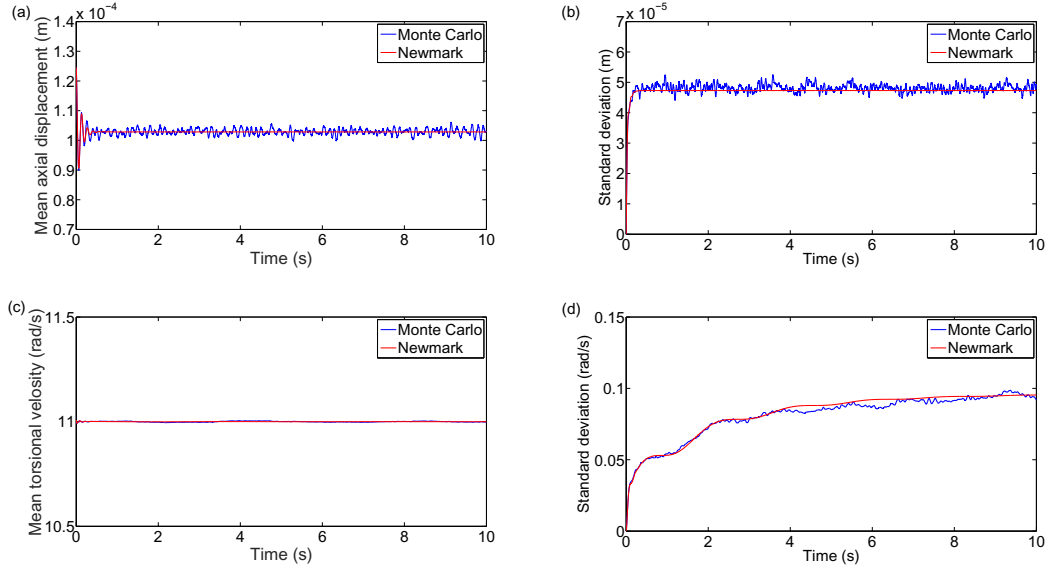 (a)
1.4 × 10⁻⁴
1.3
1.2
1.1
1
0.9
0.8
0.7
0 2 4 6 8 10
Mean axial displacement (m)
Time (s)
Monte Carlo
Newmark
(b)
7 × 10⁻⁵
6
5
4
3
2
1
0
0 2 4 6 8 10
Standard deviation (m)
Time (s)
Monte Carlo
Newmark
(c)
11.5
11
10.5
0 2 4 6 8 10
Mean torsional velosity (rad/s)
Time (s)
Monte Carlo
Newmark
(d)
0.15
0.1
0.05
0
0 2 4 6 8 10
Standard deviation (rad/s)
Time (s)
Monte Carlo
Newmark